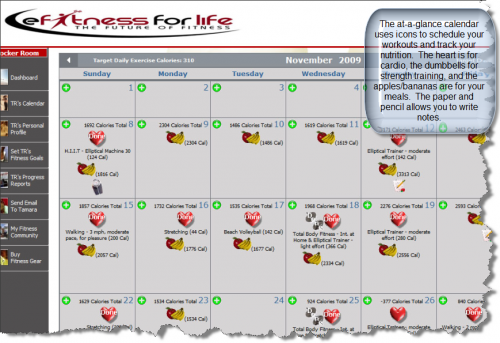 eFitness for life
THE FUTURE OF FITNESS
The at-a-glance calendar
uses icons to schedule your
workouts and track your
nutrition. The heart is for
cardio, the dumbbells for
strength training, and the
apples/bananas are for your
meals. The paper and
pencil allows you to write
notes.
ocker Room
Dashboard
TR's Calendar
TR's Personal
Profile
Set TR's
Fitness Goals
TR's Progress
Reports
Send Email
To Tamara
My Fitness
Community
Buy
Fitness Gear
Target Daily Exercise Calories: 310
November 2009
Sunday Monday Tuesday Wednesday
1 2 3 4
1692 Calories Total 8
Done
H.I.I.T - Elliptical Machine 30
(124 Cal)
(1816 Cal)
2304 Calories Total 9
(2304 Cal)
1486 Calories Total 10
(1486 Cal)
1619 Calories Total 11
(1619 Cal)
Calories Total 12
Done
Elliptical Trainer - moderate
effort (142 Cal)
(3313 Cal)
1857 Calories Total 15
Done
Walking - 3 mph, moderate
pace, for pleasure (200 Cal)
(2057 Cal)
1732 Calories Total 16
Done
Stretching (44 Cal)
(1776 Cal)
1535 Calories Total 17
Done
Beach Volleyball (142 Cal)
(1677 Cal)
1968 Calories Total 18
Done
Total Body Fitness - Int. at
Home & Elliptical Trainer -
light effort (366 Cal)
(2334 Cal)
2276 Calories Total 19
Done
Elliptical Trainer - moderate
effort (280 Cal)
(2556 Cal)
2593 Calories
1629 Calories Total 22
Done
Stretching
1534 Calories Total 23
(1534 Cal)
24
924 Calories Total 25
Done
Total Body Fitness - Int. at
-377 Calories Total 26
Elliptical Trainer - moderate
840 Calories
Walking - 2